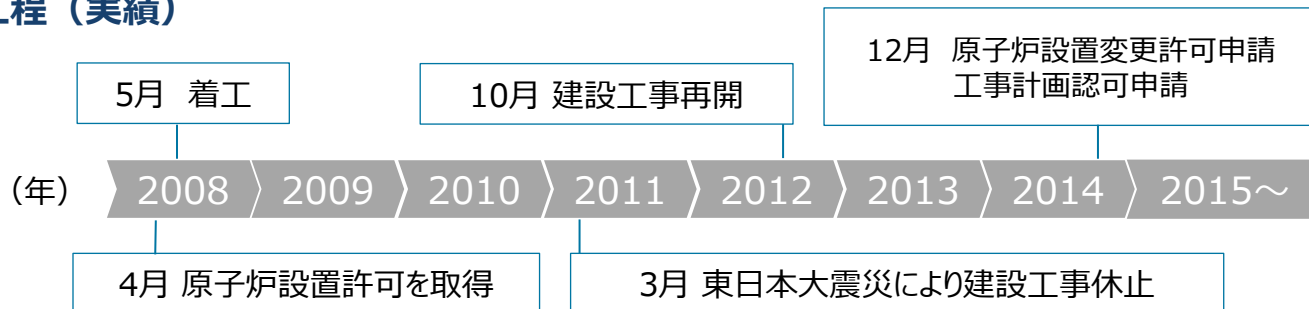 程（実績）
12月 原子炉設置変更許可申請
工事計画認可申請
5月 着工
10月 建設工事再開
（年） 2008 2009 2010 2011 2012 2013 2014 2015～
4月 原子炉設置許可を取得
3月 東日本大震災により建設工事休止